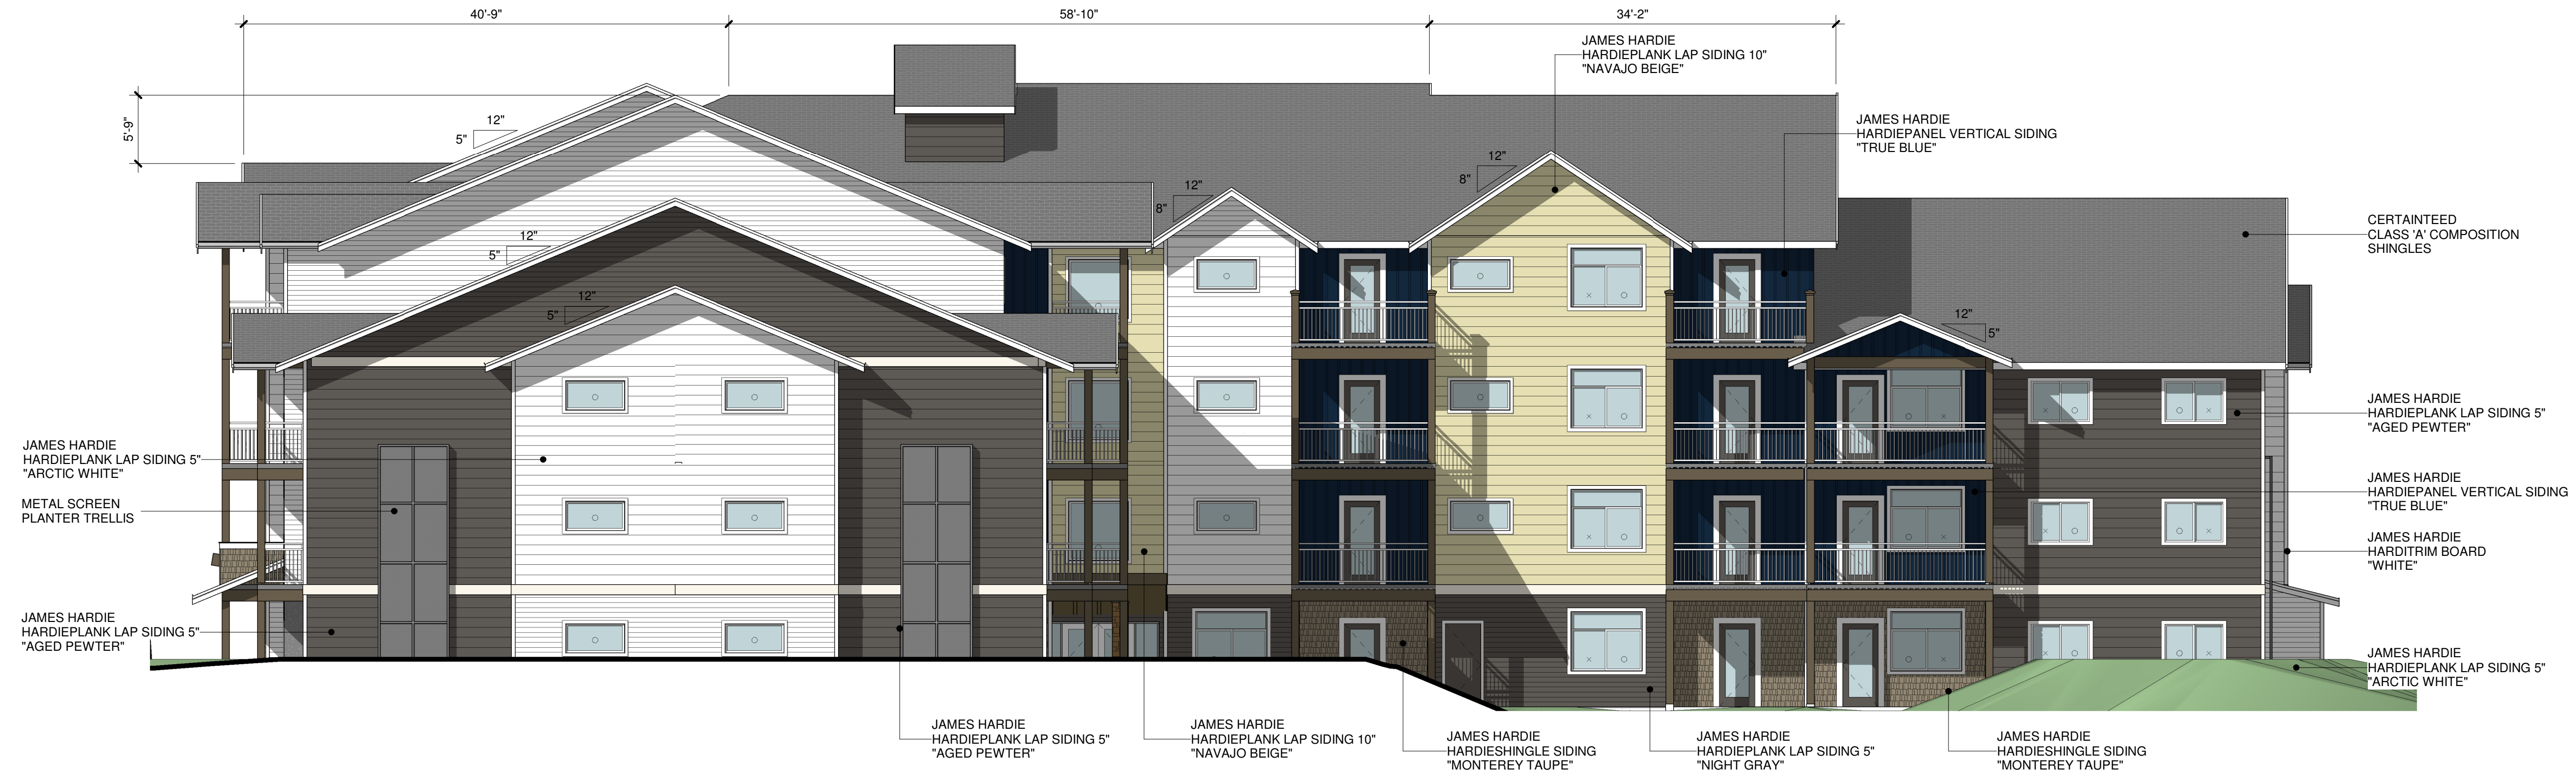 40'-9"
58'-10"
34'-2"
JAMES HARDIE
HARDIEPLANK LAP SIDING 10"
"NAVAJO BEIGE"
5'-9"
12"
5"
JAMES HARDIE
HARDIEPANEL VERTICAL SIDING
"TRUE BLUE"
12"
8"
12"
8"
CERTAINTEED
CLASS 'A' COMPOSITION
SHINGLES
12"
5"
12"
5"
12"
5"
JAMES HARDIE
HARDIEPLANK LAP SIDING 5"
"AGED PEWTER"
JAMES HARDIE
HARDIEPLANK LAP SIDING 5"
"ARCTIC WHITE"
METAL SCREEN
PLANTER TRELLIS
JAMES HARDIE
HARDIEPANEL VERTICAL SIDING
"TRUE BLUE"
JAMES HARDIE
HARDITRIM BOARD
"WHITE"
JAMES HARDIE
HARDIEPLANK LAP SIDING 5"
"AGED PEWTER"
JAMES HARDIE
HARDIEPLANK LAP SIDING 5"
"ARCTIC WHITE"
JAMES HARDIE
HARDIEPLANK LAP SIDING 5"
"AGED PEWTER"
JAMES HARDIE
HARDIEPLANK LAP SIDING 10"
"NAVAJO BEIGE"
JAMES HARDIE
HARDIESHINGLE SIDING
"MONTEREY TAUPE"
JAMES HARDIE
HARDIEPLANK LAP SIDING 5"
"NIGHT GRAY"
JAMES HARDIE
HARDIESHINGLE SIDING
"MONTEREY TAUPE"